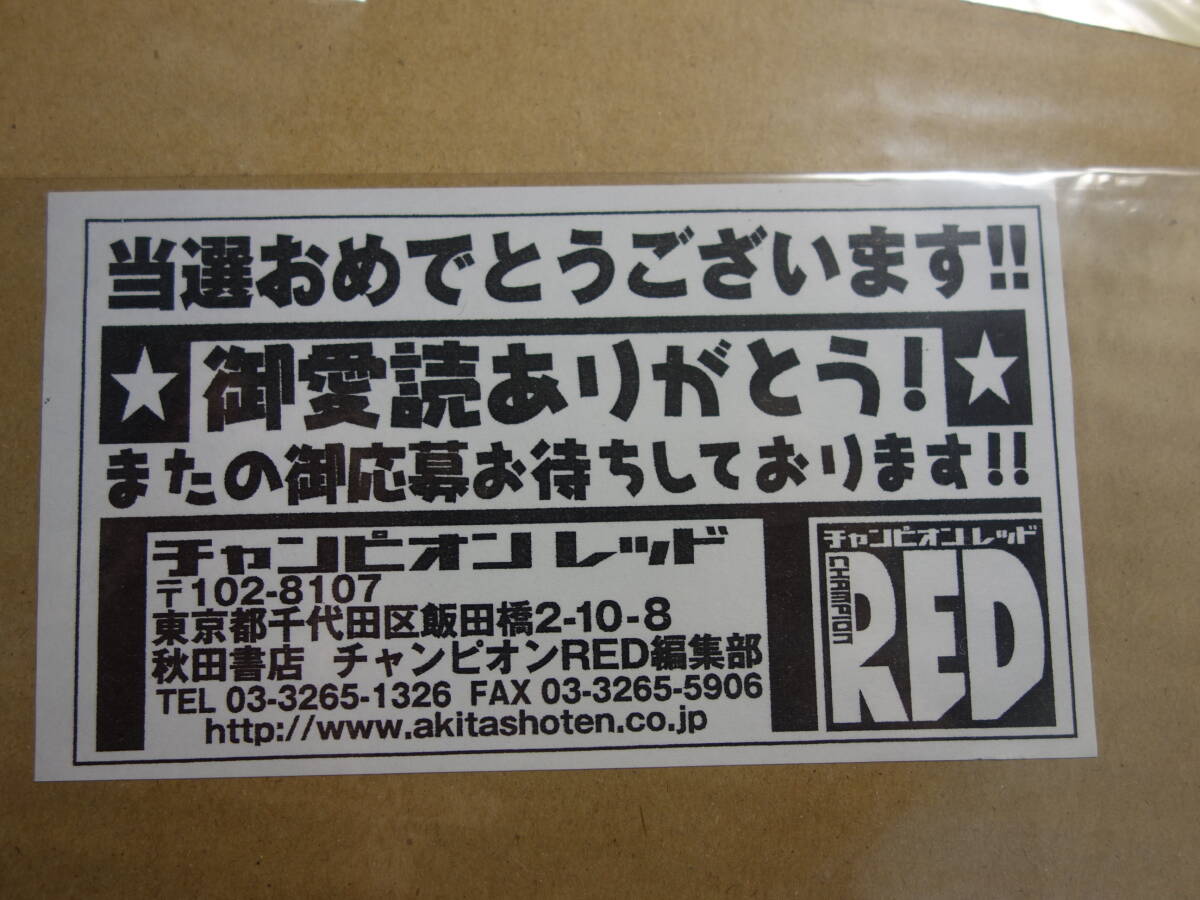 当選おめでとうございます!!
★御愛読ありがとう!★
またの御応募お待ちしております!!
チャンピオンレッド
〒102-8107
東京都千代田区飯田橋2-10-8
秋田書店 チャンピオンRED編集部
TEL 03-3265-1326 FAX 03-3265-5906
http://www.akitashoten.co.jp
チャンピオンレッド
CHAMPION
RED